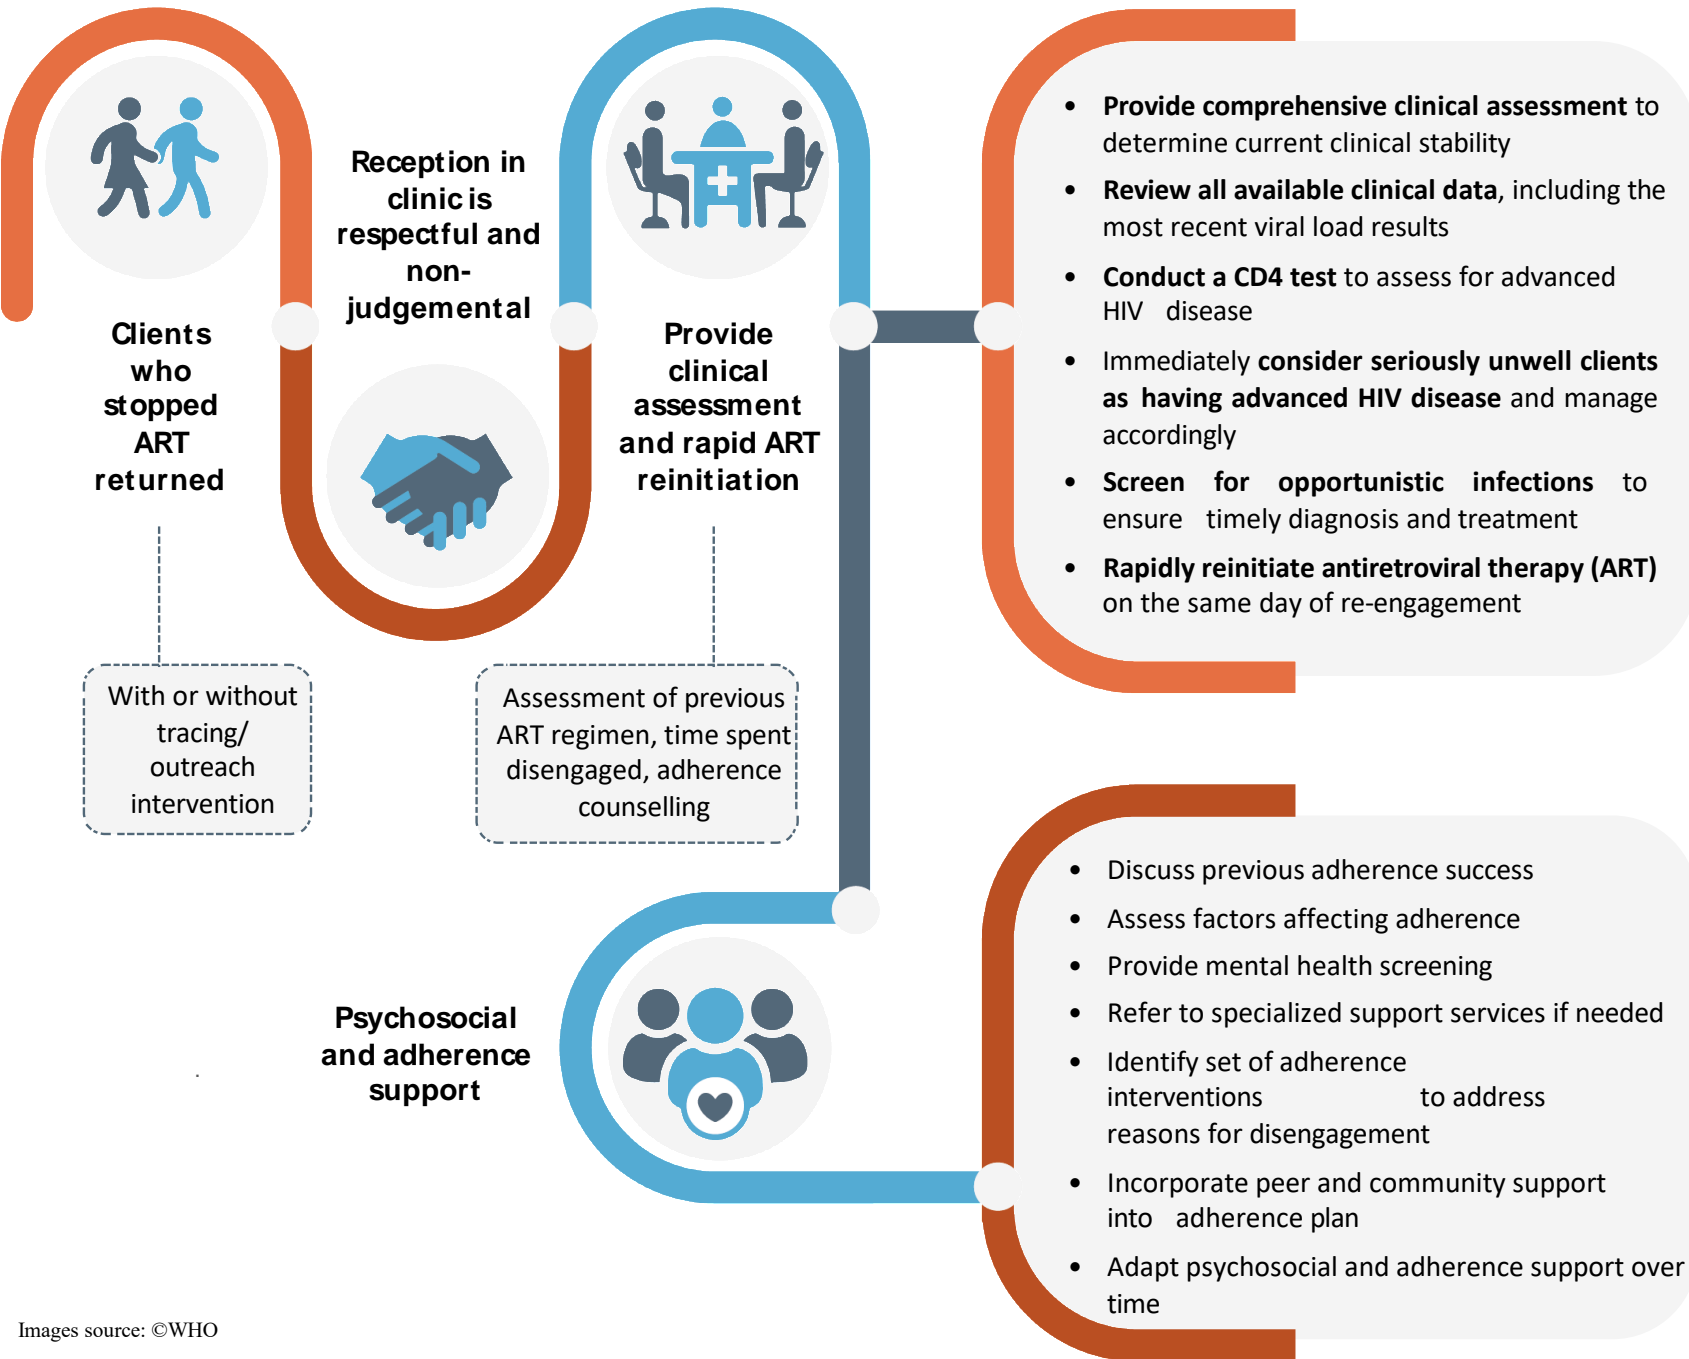 Clients
who
stopped
ART
returned
With or without
tracing/
outreach
intervention
Reception in
clinic is
respectful and
non-
judgemental
Provide
clinical
assessment
and rapid ART
reinitiation
Assessment of previous
ART regimen, time spent
disengaged, adherence
counselling
• Provide comprehensive clinical assessment to
determine current clinical stability
• Review all available clinical data, including the
most recent viral load results
• Conduct a CD4 test to assess for advanced
HIV disease
• Immediately consider seriously unwell clients
as having advanced HIV disease and manage
accordingly
• Screen for opportunistic infections to
ensure timely diagnosis and treatment
• Rapidly reinitiate antiretroviral therapy (ART)
on the same day of re-engagement
Psychosocial
and adherence
support
• Discuss previous adherence success
• Assess factors affecting adherence
• Provide mental health screening
• Refer to specialized support services if needed
• Identify set of adherence
interventions to address
reasons for disengagement
• Incorporate peer and community support
into adherence plan
• Adapt psychosocial and adherence support over
time
Images source: ©WHO